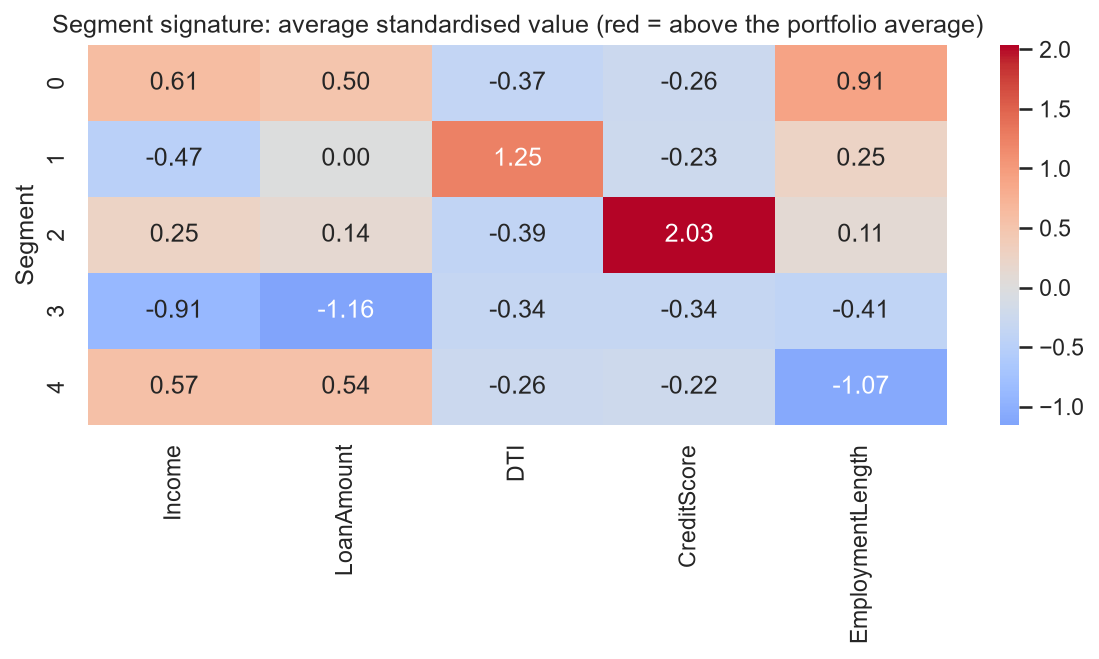 Segment signature: average standardised value (red = above the portfolio average)
Segment
0 0.61 0.50 -0.37 -0.26 0.91
1 -0.47 0.00 1.25 -0.23 0.25
2 0.25 0.14 -0.39 2.03 0.11
3 -0.91 -1.16 -0.34 -0.34 -0.41
4 0.57 0.54 -0.26 -0.22 -1.07
Income LoanAmount DTI CreditScore EmploymentLength
2.0
1.5
1.0
0.5
0.0
−0.5
−1.0